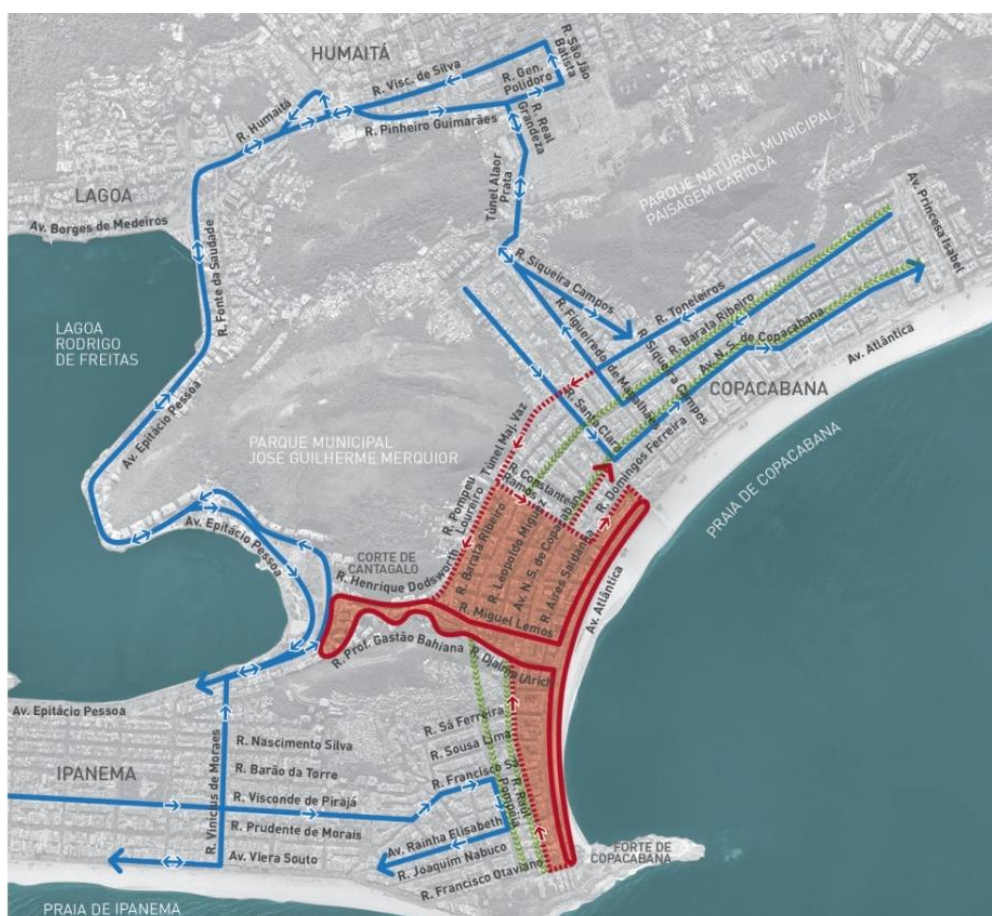 HUMAITÁ
R. São João
Batista
R. Visc. de Silva
R. Gen.
Polidoro
R. Humaitá
R. Pinheiro Guimarães
R. Real
Grandeza
LAGOA
Av. Borges de Medeiros
R. Fonte da Saudade
Túnel Alaor
Prata
PARQUE NATURAL MUNICIPAL
PAISAGEM CARIOCA
Av. Princesa Isabel
R. Siqueira Campos
R. Toneleiros
R. Barata Ribeiro
Av. N. S. de Copacabana
Av. Atlântica
R. Figueiredo de Magalhães
R. Siqueira Campos
COPACABANA
LAGOA
RODRIGO
DE FREITAS
Av. Epitácio Pessoa
PARQUE MUNICIPAL
JOSE GUILHERME MERQUIOR
Túnel Maj. Vaz
R. Santa Clara
R. Domingos Ferreira
R. Constante
Ramos
R. Pompeu
Loureiro
PRAIA DE COPACABANA
Av. Epitácio Pessoa
CORTE DE
CANTAGALO
R. Henrique Dodsworth
R. Barata Ribeiro
R. Leopoldo Miguez
Av. N. S. de Copacabana
R. Aires Saldanha
R. Miguel Lemos
Av. Atlântica
R. Prof. Gastão Bahiana
R. Djalma Ulrich
Av. Epitácio Pessoa
R. Sá Ferreira
R. Nascimento Silva
R. Sousa Lima
IPANEMA
R. Barão da Torre
R. Francisco Sá
R. Vinicius de Moraes
R. Visconde de Pirajá
R. Raul
Pompeia
R. Prudente de Morais
Av. Rainha Elisabeth
Av. Viera Souto
R. Joaquim Nabuco
FORTE DE
COPACABANA
R. Francisco Otaviano
PRAIA DE IPANEMA